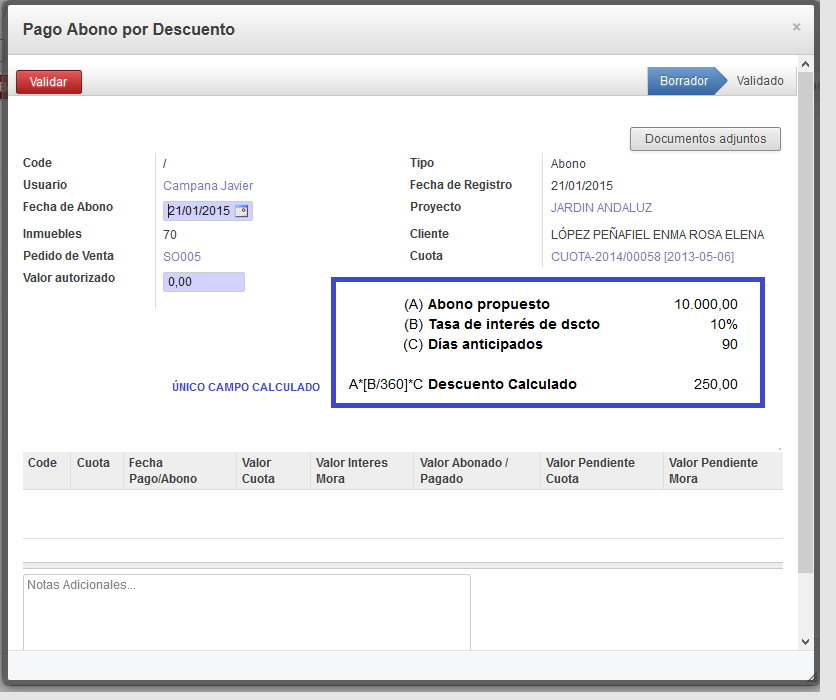 Pago Abono por Descuento
×
Validar
Borrador
Validado
Documentos adjuntos
Code
/
Tipo
Abono
Usuario
Campana Javier
Fecha de Registro
21/01/2015
Fecha de Abono
21/01/2015
Proyecto
JARDIN ANDALUZ
Inmuebles
70
Cliente
LÓPEZ PEÑAFIEL ENMA ROSA ELENA
Pedido de Venta
SO005
Cuota
CUOTA-2014/00058 [2013-05-06]
Valor autorizado
0,00
(A) Abono propuesto 10.000,00
(B) Tasa de interés de dscto 10%
(C) Días anticipados 90
ÚNICO CAMPO CALCULADO
A*[B/360]*C Descuento Calculado 250,00
Code
Cuota
Fecha
Pago/Abono
Valor
Cuota
Valor Interes
Mora
Valor Abonado /
Pagado
Valor Pendiente
Cuota
Valor Pendiente
Mora
Notas Adicionales...